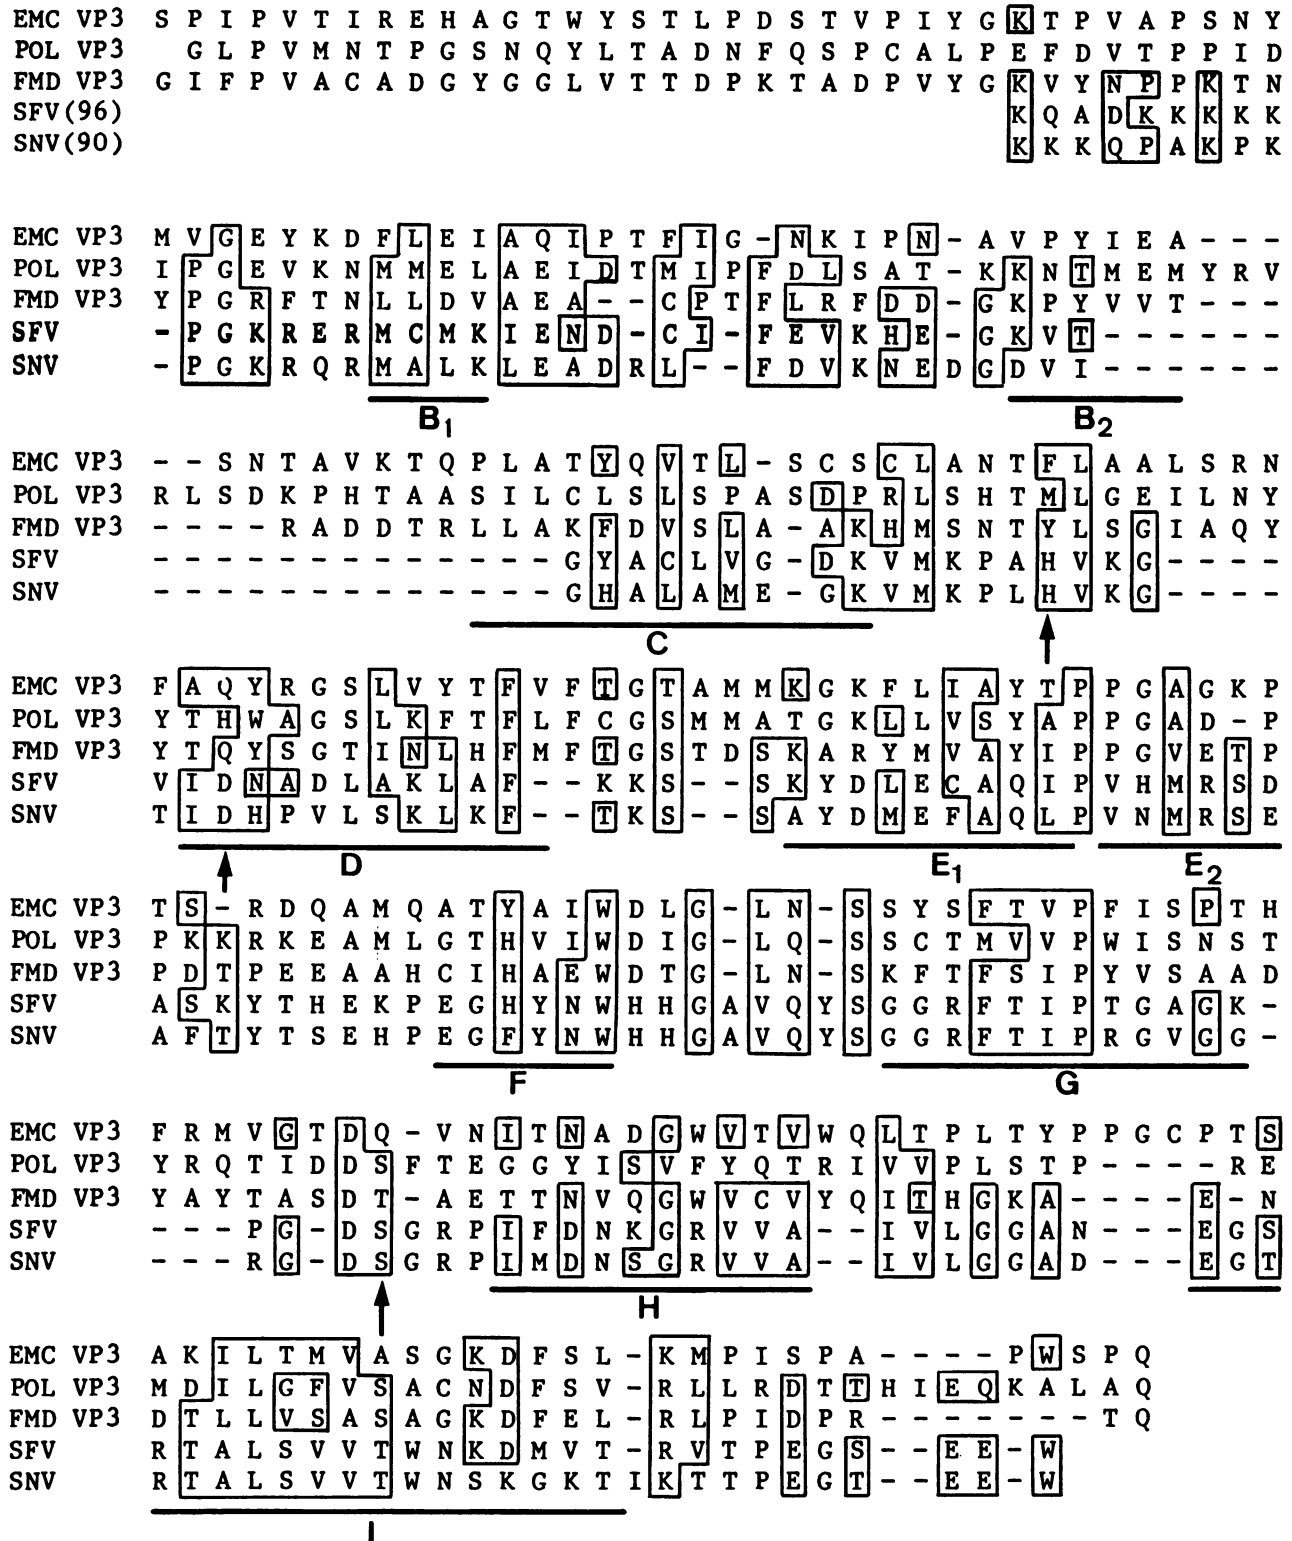 EMC VP3 S P I P V T I R E H A G T W Y S T L P D S T V P I Y G K T P V A P S N Y
POL VP3 G L P V M N T P G S N Q Y L T A D N F Q S P C A L P E F D V T P P I D
FMD VP3 G I F P V A C A D G Y G G L V T T D P K T A D P V Y G K V Y N P P K T N
SFV(96) K Q A D K K K K K
SNV(90) K K K Q P A K P K
EMC VP3 M V G E Y K D F L E I A Q I P T F I G - N K I P N - A V P Y I E A - - -
POL VP3 I P G E V K N M M E L A E I D T M I P F D L S A T - K K N T M E M Y R V
FMD VP3 Y P G R F T N L L D V A E A - - C P T F L R F D D - G K P Y V V T - - -
SFV - P G K R E R M C M K I E N D - C I - F E V K H E - G K V T - - - - - -
SNV - P G K R Q R M A L K L E A D R L - - F D V K N E D G D V I - - - - - -
B1 B2
EMC VP3 - - S N T A V K T Q P L A T Y Q V T L - S C S C L A N T F L A A L S R N
POL VP3 R L S D K P H T A A S I L C L S L S P A S D P R L S H T M L G E I L N Y
FMD VP3 - - - - R A D D T R L L A K F D V S L A - A K H M S N T Y L S G I A Q Y
SFV - - - - - - - - - - - - - G Y A C L V G - D K V M K P A H V K G - - - -
SNV - - - - - - - - - - - - - G H A L A M E - G K V M K P L H V K G - - - -
C
EMC VP3 F A Q Y R G S L V Y T F V F T G T A M M K G K F L I A Y T P P G A G K P
POL VP3 Y T H W A G S L K F T F L F C G S M M A T G K L L V S Y A P P G A D - P
FMD VP3 Y T Q Y S G T I N L H F M F T G S T D S K A R Y M V A Y I P P G V E T P
SFV V I D N A D L A K L A F - - K K S - - S K Y D L E C A Q I P V H M R S D
SNV T I D H P V L S K L K F - - T K S - - S A Y D M E F A Q L P V N M R S E
D E1 E2
EMC VP3 T S - R D Q A M Q A T Y A I W D L G - L N - S S Y S F T V P F I S P T H
POL VP3 P K K R K E A M L G T H V I W D I G - L Q - S S C T M V V P W I S N S T
FMD VP3 P D T P E E A A H C I H A E W D T G - L N - S K F T F S I P Y V S A A D
SFV A S K Y T H E K P E G H Y N W H H G A V Q Y S G G R F T I P T G A G K -
SNV A F T Y T S E H P E G F Y N W H H G A V Q Y S G G R F T I P R G V G G -
F G
EMC VP3 F R M V G T D Q - V N I T N A D G W V T V W Q L T P L T Y P P G C P T S
POL VP3 Y R Q T I D D S F T E G G Y I S V F Y Q T R I V V P L S T P - - - - R E
FMD VP3 Y A Y T A S D T - A E T T N V Q G W V C V Y Q I T H G K A - - - - E - N
SFV - - - P G - D S G R P I F D N K G R V V A - - I V L G G A N - - - E G S
SNV - - - R G - D S G R P I M D N S G R V V A - - I V L G G A D - - - E G T
H
EMC VP3 A K I L T M V A S G K D F S L - K M P I S P A - - - - P W S P Q
POL VP3 M D I L G F V S A C N D F S V - R L L R D T T H I E Q K A L A Q
FMD VP3 D T L L V S A S A G K D F E L - R L P I D P R - - - - - - - T Q
SFV R T A L S V V T W N K D M V T - R V T P E G S - - E E - W
SNV R T A L S V V T W N S K G K T I K T T P E G T - - E E - W
I